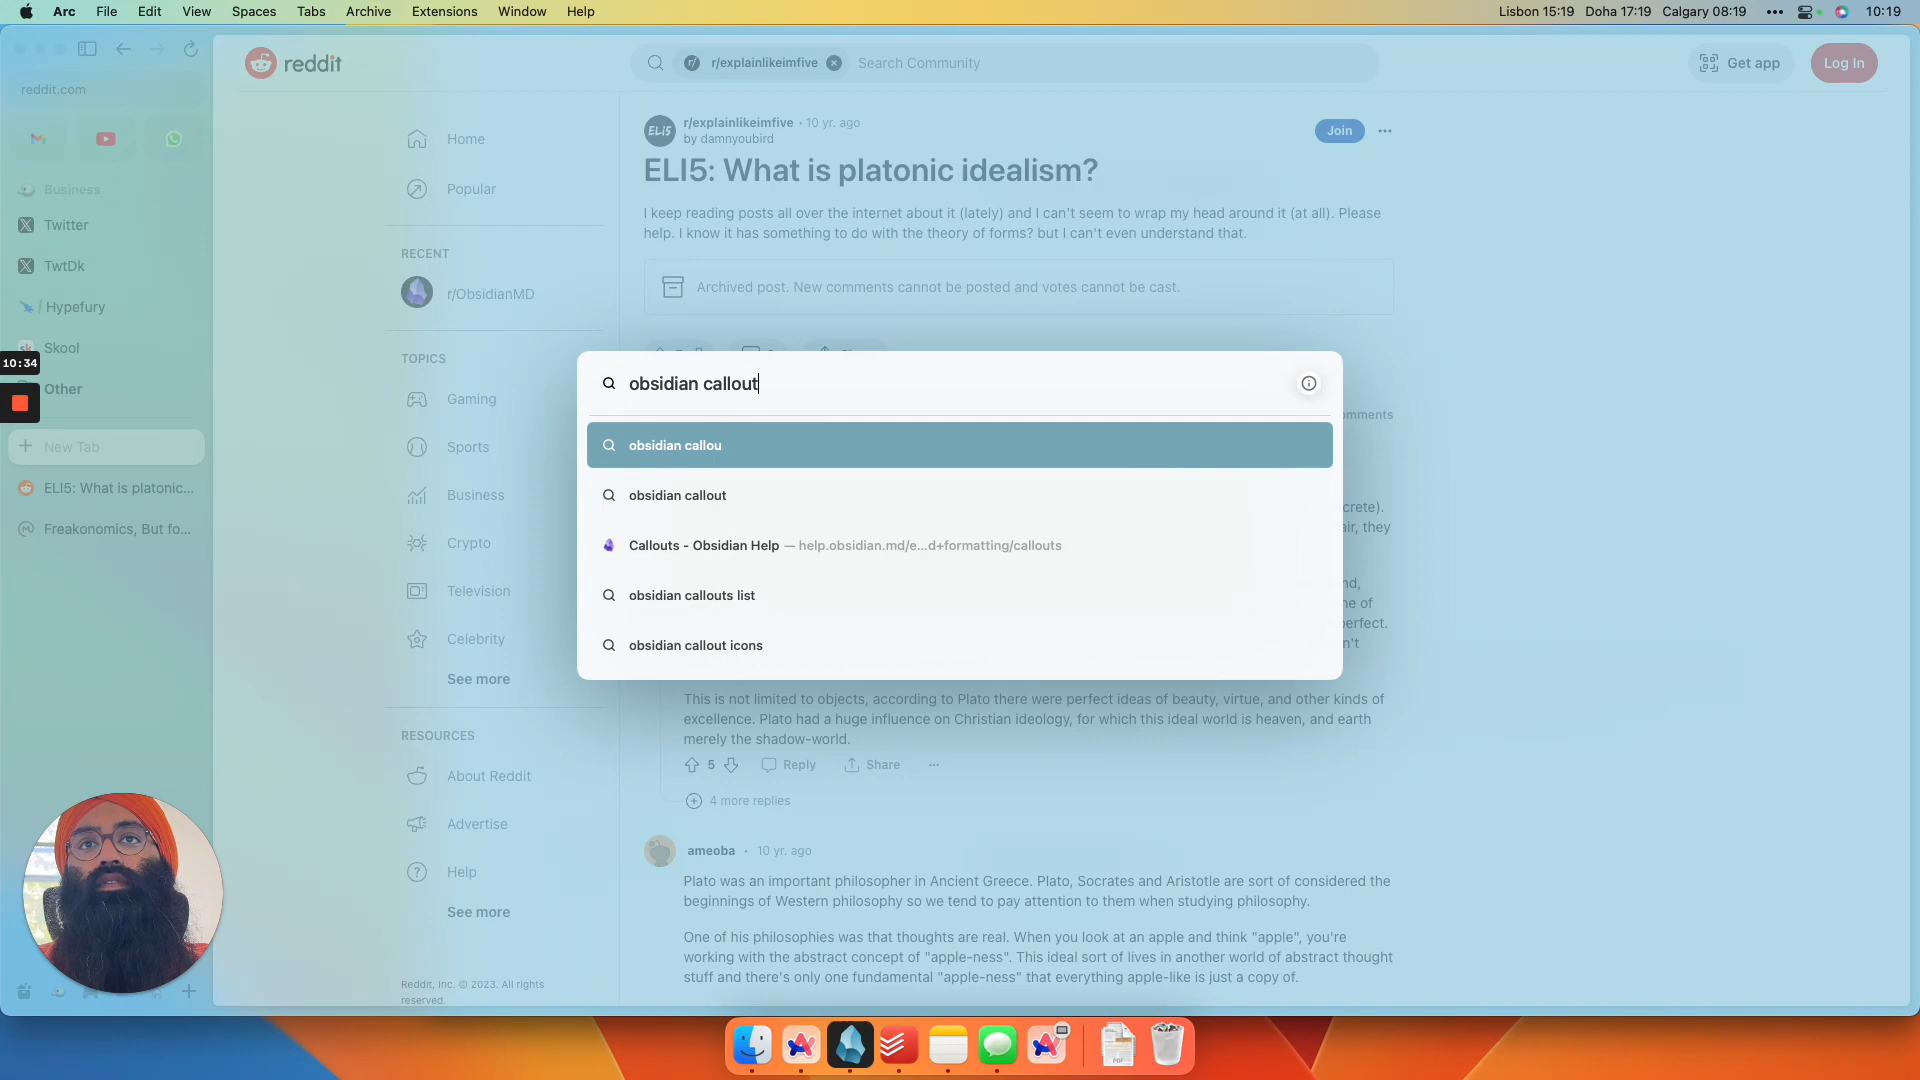 Arc File Edit View Spaces Tabs Archive Extensions Window Help
Lisbon 15:19 Doha 17:19 Calgary 08:19 10:19
reddit.com
Business
Twitter
TwtDk
/ Hypefury
Skool
Other
New Tab
ELI5: What is platonic...
Freakonomics, But fo...
10:34
reddit
r/explainlikeimfive Search Community
Get app
Log In
Home
Popular
RECENT
r/ObsidianMD
TOPICS
Gaming
Sports
Business
Crypto
Television
Celebrity
See more
RESOURCES
About Reddit
Advertise
Help
See more
Reddit, Inc. © 2023. All rights
reserved.
ELI5
r/explainlikeimfive • 10 yr. ago
by damnyoubird
Join
ELI5: What is platonic idealism?
I keep reading posts all over the internet about it (lately) and I can't seem to wrap my head around it (at all). Please
help. I know it has something to do with the theory of forms? but I can't even understand that.
Archived post. New comments cannot be posted and votes cannot be cast.
obsidian callout
obsidian callou
obsidian callout
Callouts - Obsidian Help — help.obsidian.md/e...d+formatting/callouts
obsidian callouts list
obsidian callout icons
omments
crete).
air, they
nd,
ne of
perfect.
n't
This is not limited to objects, according to Plato there were perfect ideas of beauty, virtue, and other kinds of
excellence. Plato had a huge influence on Christian ideology, for which this ideal world is heaven, and earth
merely the shadow-world.
5 Reply Share
4 more replies
ameoba • 10 yr. ago
Plato was an important philosopher in Ancient Greece. Plato, Socrates and Aristotle are sort of considered the
beginnings of Western philosophy so we tend to pay attention to them when studying philosophy.
One of his philosophies was that thoughts are real. When you look at an apple and think "apple", you're
working with the abstract concept of "apple-ness". This ideal sort of lives in another world of abstract thought
stuff and there's only one fundamental "apple-ness" that everything apple-like is just a copy of.
PDF